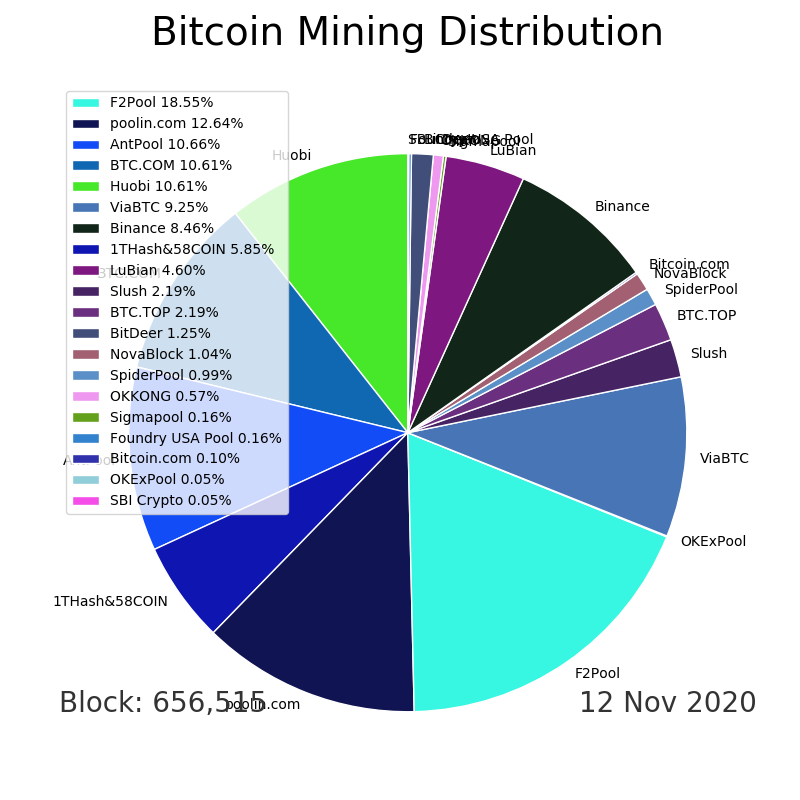 Bitcoin Mining Distribution
F2Pool 18.55%
poolin.com 12.64%
AntPool 10.66%
BTC.COM 10.61%
Huobi 10.61%
ViaBTC 9.25%
Binance 8.46%
1THash&58COIN 5.85%
LuBian 4.60%
Slush 2.19%
BTC.TOP 2.19%
BitDeer 1.25%
NovaBlock 1.04%
SpiderPool 0.99%
OKKONG 0.57%
Sigmapool 0.16%
Foundry USA Pool 0.16%
Bitcoin.com 0.10%
OKExPool 0.05%
SBI Crypto 0.05%
Huobi
Sigmapool
LuBian
Binance
Bitcoin.com
NovaBlock
SpiderPool
BTC.TOP
Slush
ViaBTC
OKExPool
F2Pool
poolin.com
1THash&58COIN
Block: 656,515
12 Nov 2020